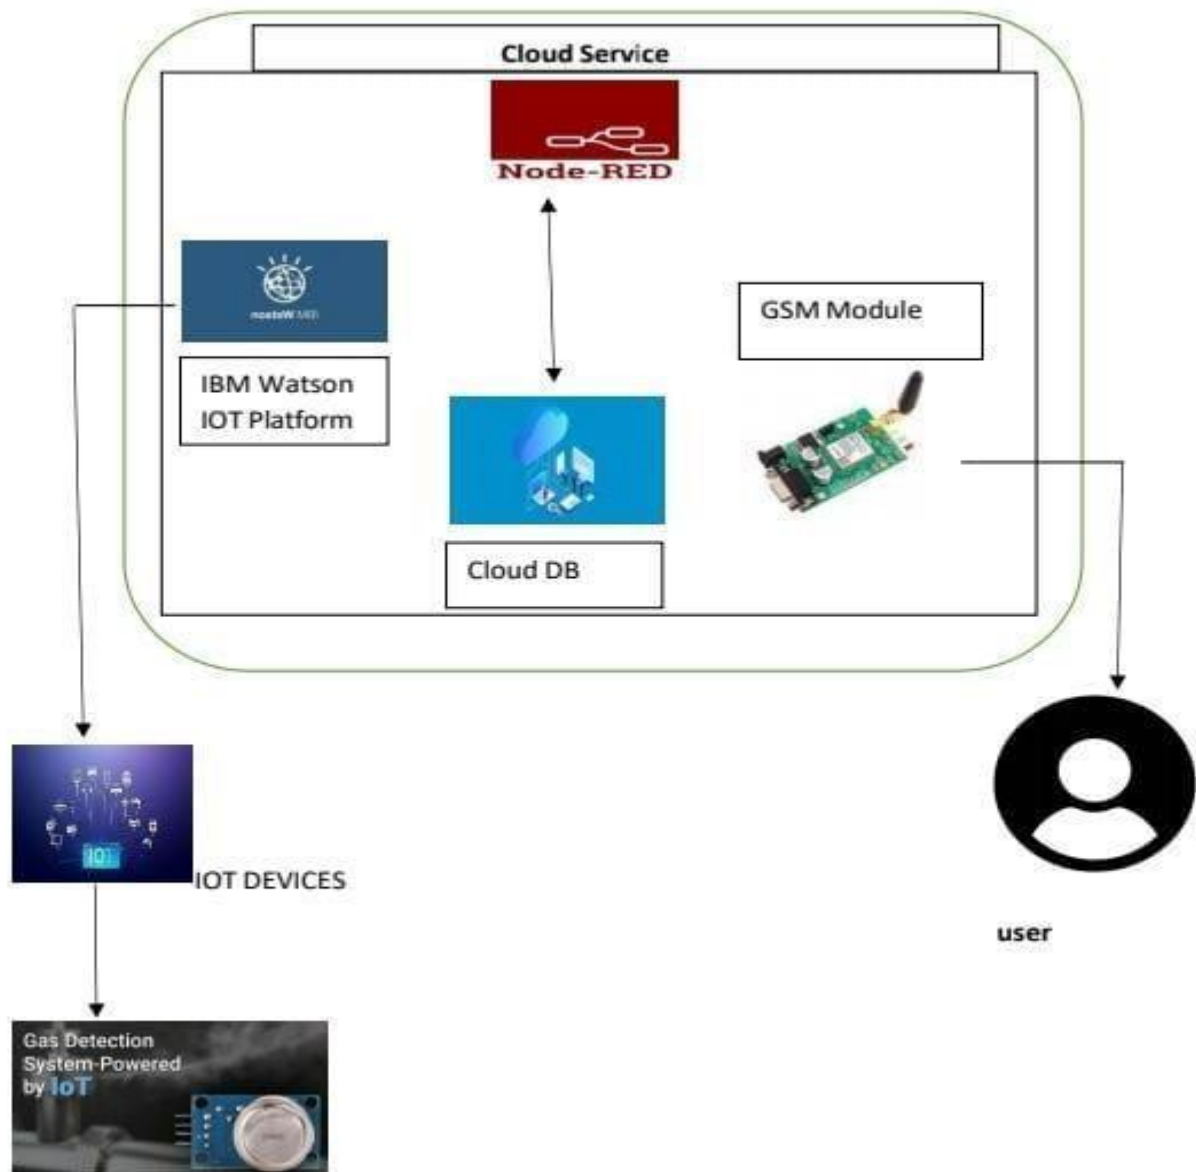 Cloud Service
Node-RED
IBM Watson
IOT Platform
GSM Module
Cloud DB
IOT DEVICES
user
Gas Detection
System-Powered
by IoT